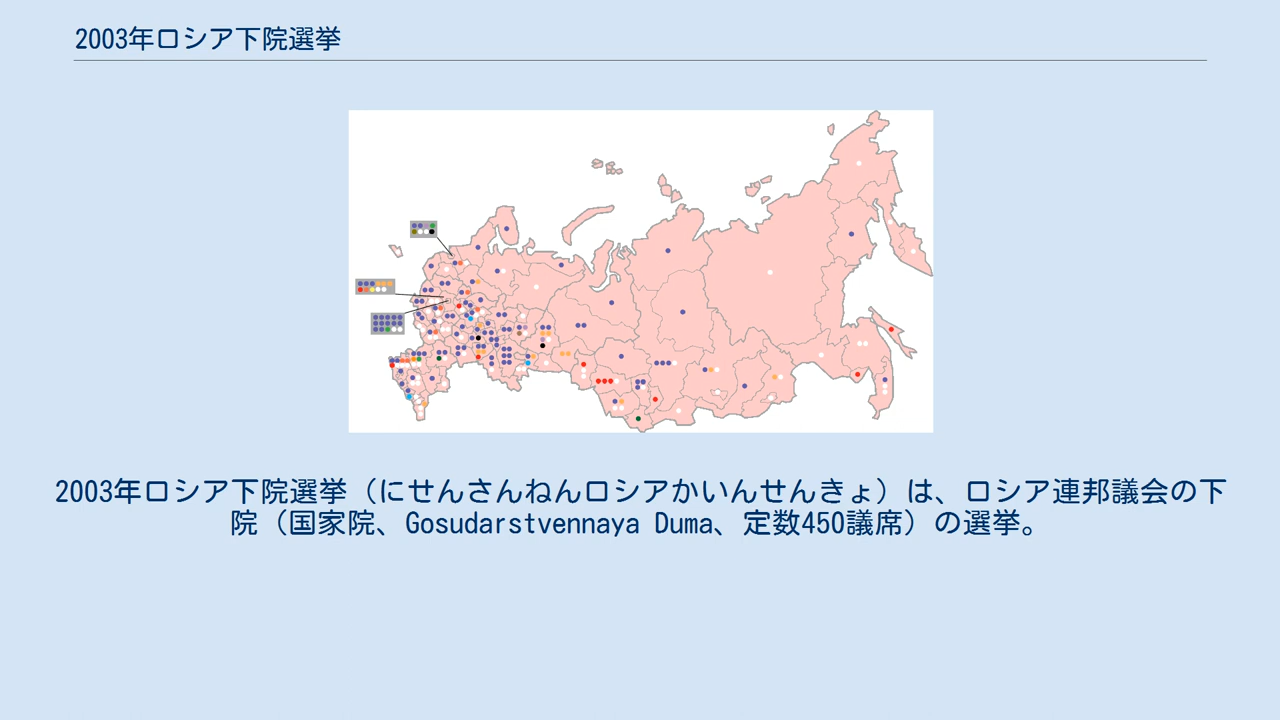 2003年ロシア下院選挙
2003年ロシア下院選挙（にせんさんねんロシアかいんせんきょ）は、ロシア連邦議会の下
院（国家院、Gosudarstvennaya Duma、定数450議席）の選挙。